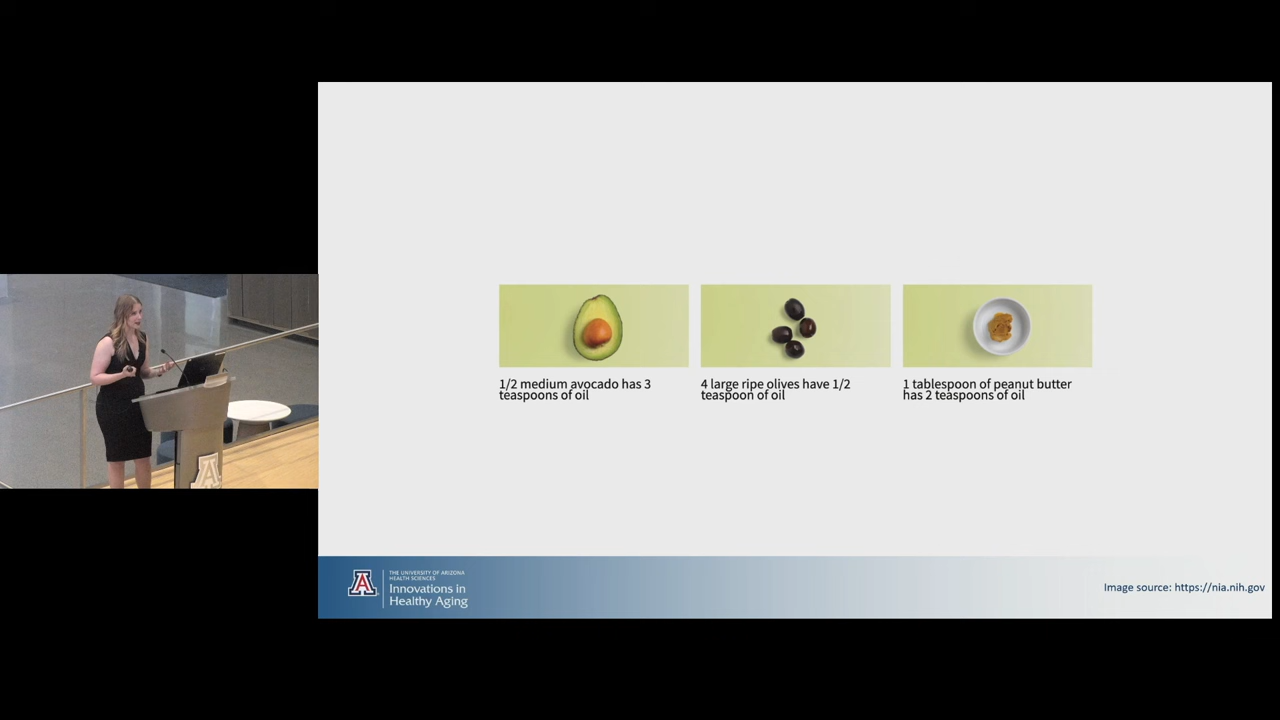 1/2 medium avocado has 3
teaspoons of oil
4 large ripe olives have 1/2
teaspoon of oil
1 tablespoon of peanut butter
has 2 teaspoons of oil
A
A
THE UNIVERSITY OF ARIZONA
HEALTH SCIENCES
Innovations in
Healthy Aging
Image source: https://nia.nih.gov